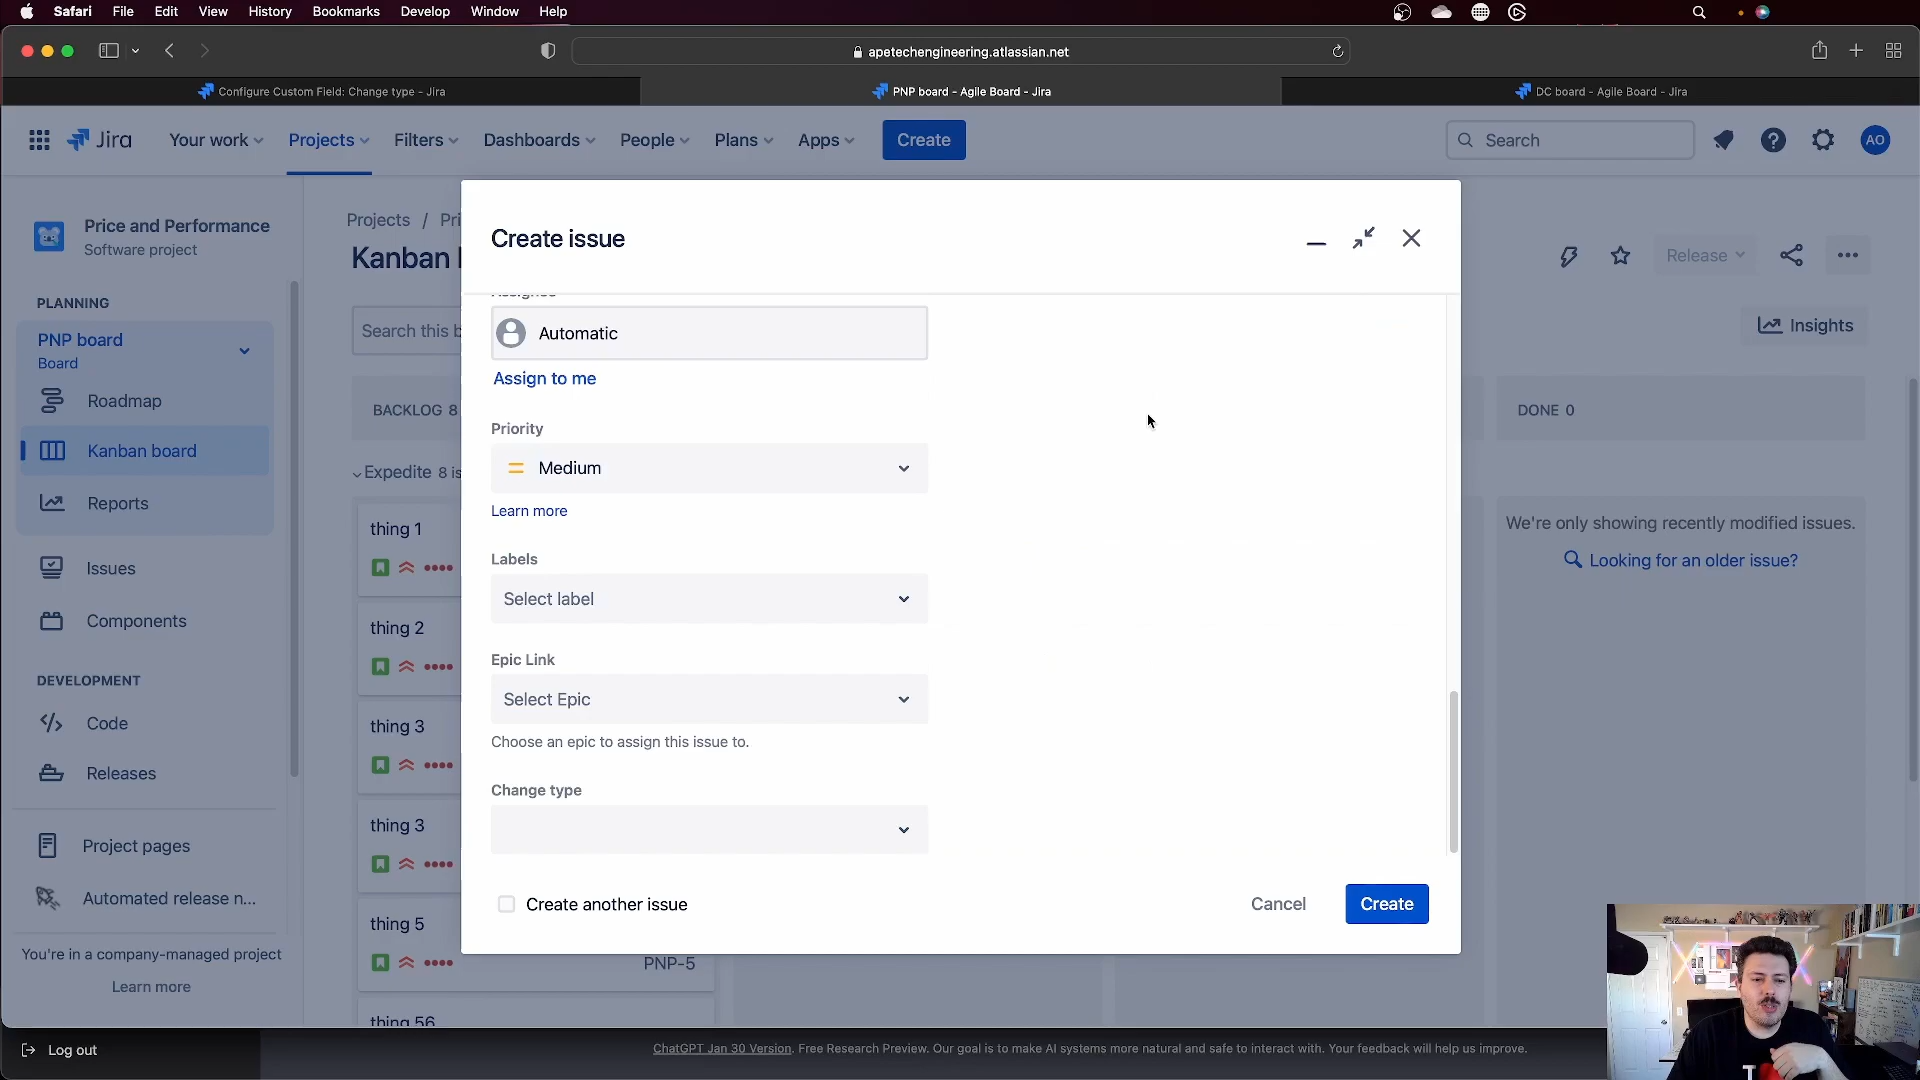 Safari File Edit View History Bookmarks Develop Window Help
apetechengineering.atlassian.net
Configure Custom Field: Change type - Jira
PNP board - Agile Board - Jira
DC board - Agile Board - Jira
Jira Your work Projects Filters Dashboards People Plans Apps Create Search AO
Price and Performance
Software project
PLANNING
PNP board
Board
Roadmap
Kanban board
Reports
Issues
Components
DEVELOPMENT
Code
Releases
Project pages
Automated release n...
You're in a company-managed project
Learn more
Log out
Projects / Pri
Kanban
Search this b
BACKLOG 8
Expedite 8 is
thing 1
thing 2
thing 3
thing 3
thing 5
PNP-5
thing 56
Create issue
Assignee
Automatic
Assign to me
Priority
Medium
Learn more
Labels
Select label
Epic Link
Select Epic
Choose an epic to assign this issue to.
Change type
Create another issue
Cancel
Create
Release
Insights
DONE 0
We're only showing recently modified issues.
Looking for an older issue?
ChatGPT Jan 30 Version. Free Research Preview. Our goal is to make AI systems more natural and safe to interact with. Your feedback will help us improve.